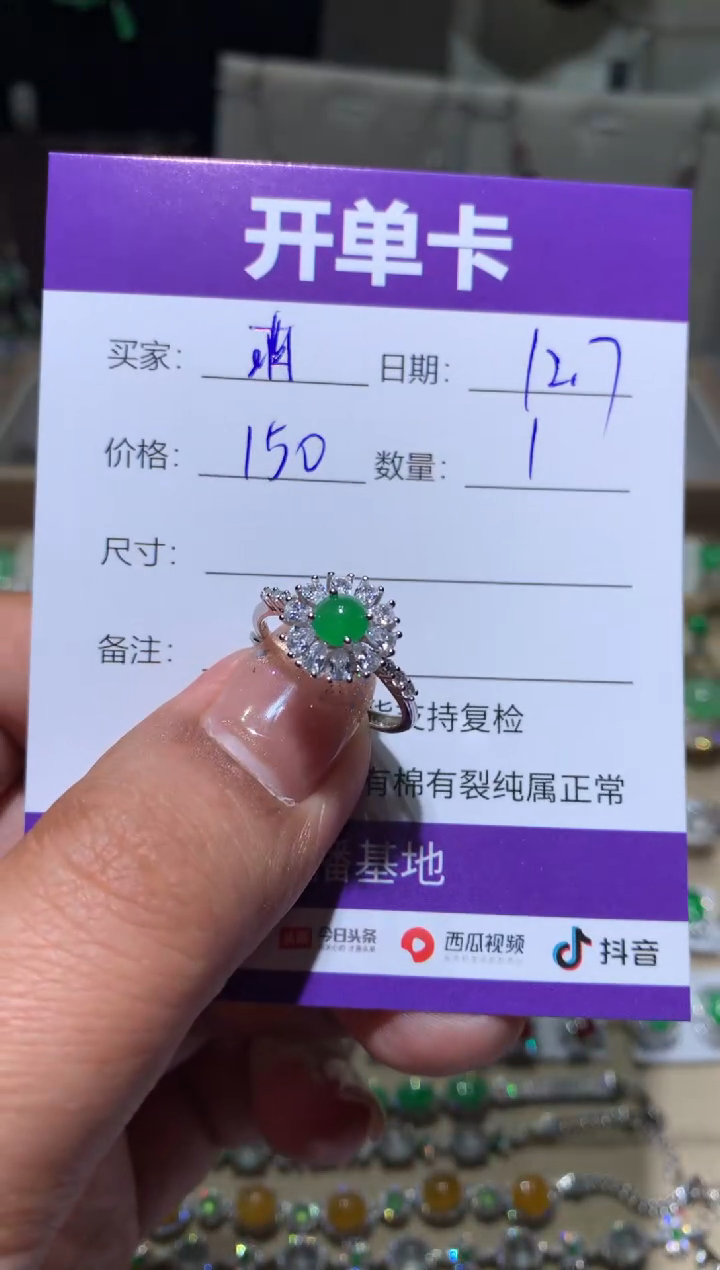 开单卡
买家: 日期: 12.7
价格: 150 数量: 1
尺寸:
备注:
支持复检
有棉有裂纯属正常
播基地
头条 今日头条 西瓜视频 抖音